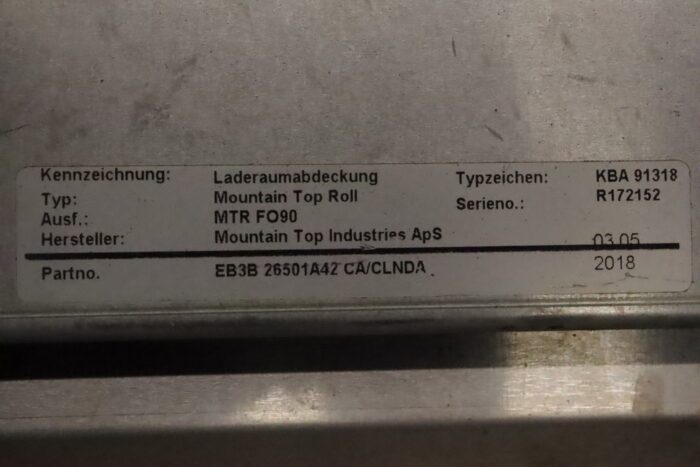 Kennzeichnung: Laderaumabdeckung Typzeichen: KBA 91318
Typ: Mountain Top Roll Serieno.: R172152
Ausf.: MTR FO90
Hersteller: Mountain Top Industries ApS 03.05
Partno. EB3B 26501A42 CA/CLNDA 2018